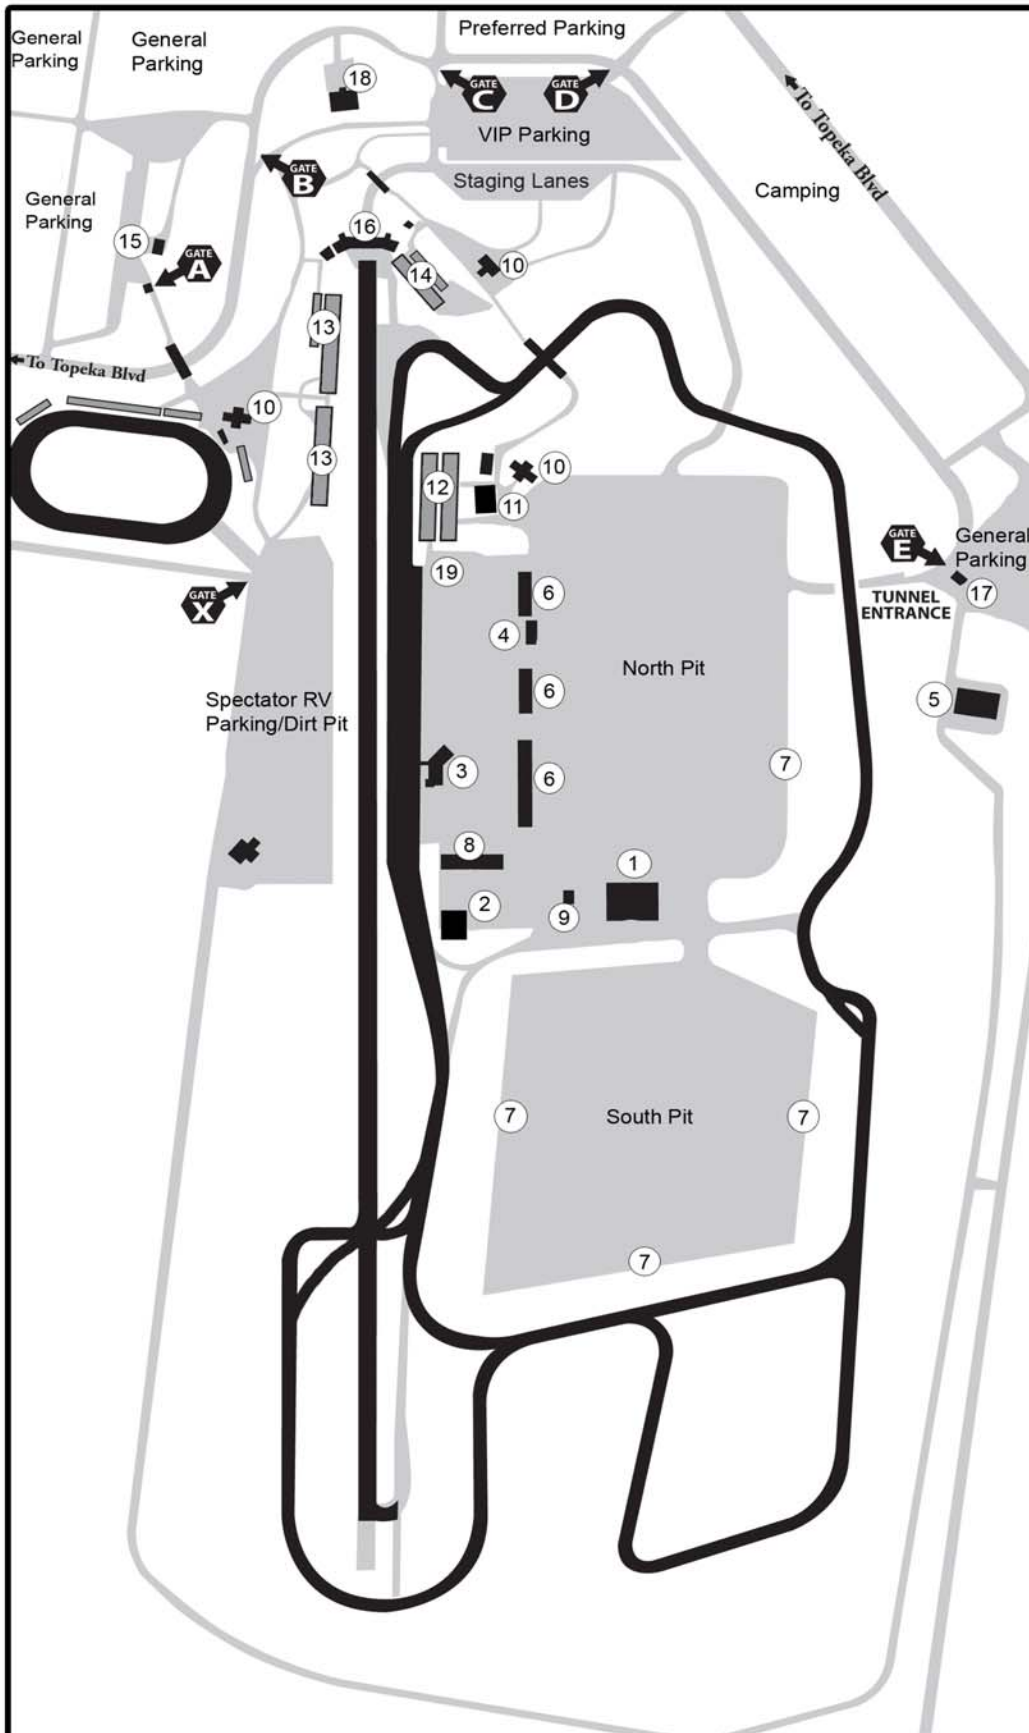 General
Parking
General
Parking
Preferred Parking
18
GATE
C
GATE
D
To Topeka Blvd
VIP Parking
GATE
B
Staging Lanes
Camping
General
Parking
15
GATE
A
16
10
14
13
To Topeka Blvd
10
13
12
10
11
GATE
E
General
Parking
19
17
TUNNEL
ENTRANCE
GATE
X
6
4
North Pit
6
5
Spectator RV
Parking/Dirt Pit
3
6
7
8
1
2
9
7
South Pit
7
7